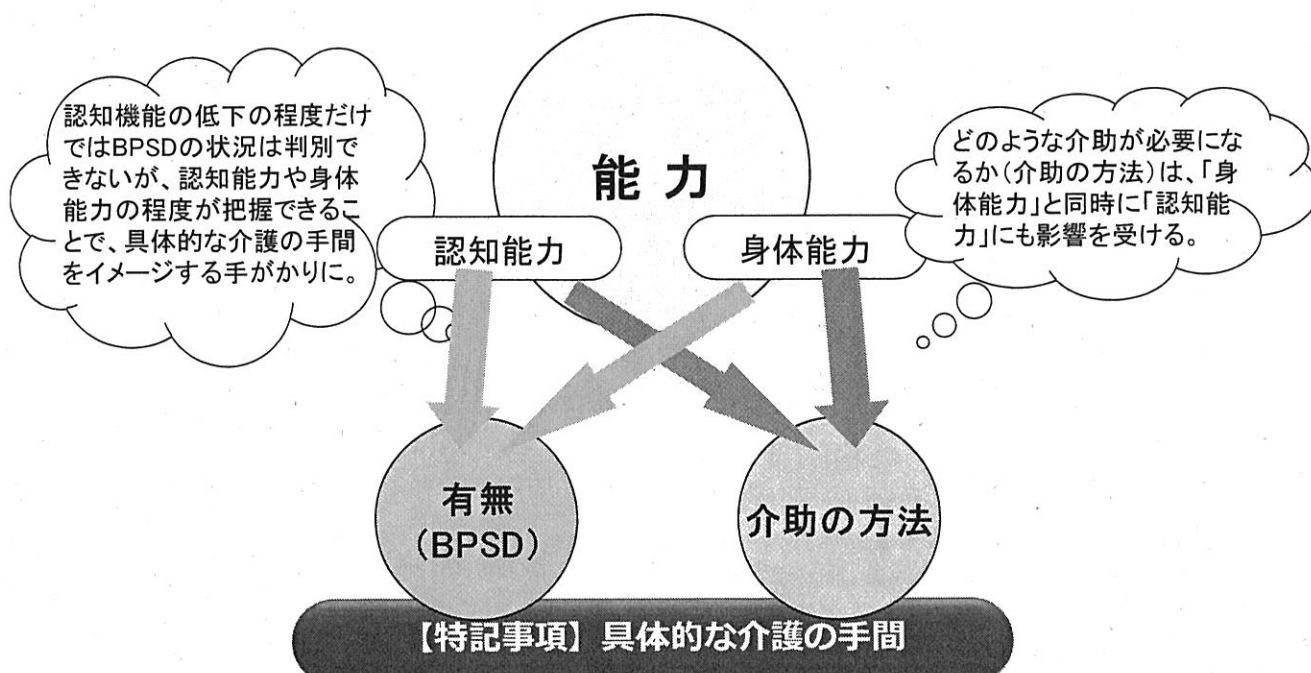 能力
認知機能の低下の程度だけ
ではBPSDの状況は判別で
きないが、認知能力や身体
能力の程度が把握できるこ
とで、具体的な介護の手間
をイメージする手がかりに。
どのような介助が必要にな
るか(介助の方法)は、「身
体能力」と同時に「認知能
力」にも影響を受ける。
認知能力
身体能力
有無
(BPSD)
介助の方法
【特記事項】具体的な介護の手間